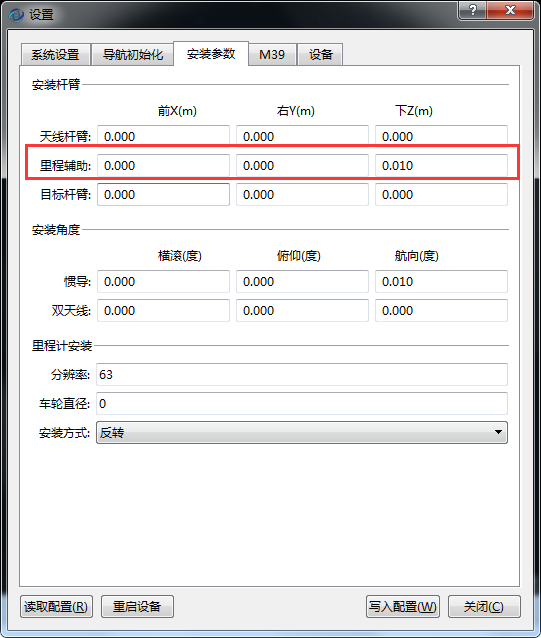 设置
系统设置 导航初始化 安装参数 M39 设备
安装杆臂
前X(m) 右Y(m) 下Z(m)
天线杆臂: 0.000 0.000 0.000
里程辅助: 0.000 0.000 0.010
目标杆臂: 0.000 0.000 0.000
安装角度
横滚(度) 俯仰(度) 航向(度)
惯导: 0.000 0.000 0.010
双天线: 0.000 0.000 0.000
里程计安装
分辨率: 63
车轮直径: 0
安装方式: 反转
读取配置(R) 重启设备 写入配置(W) 关闭(C)